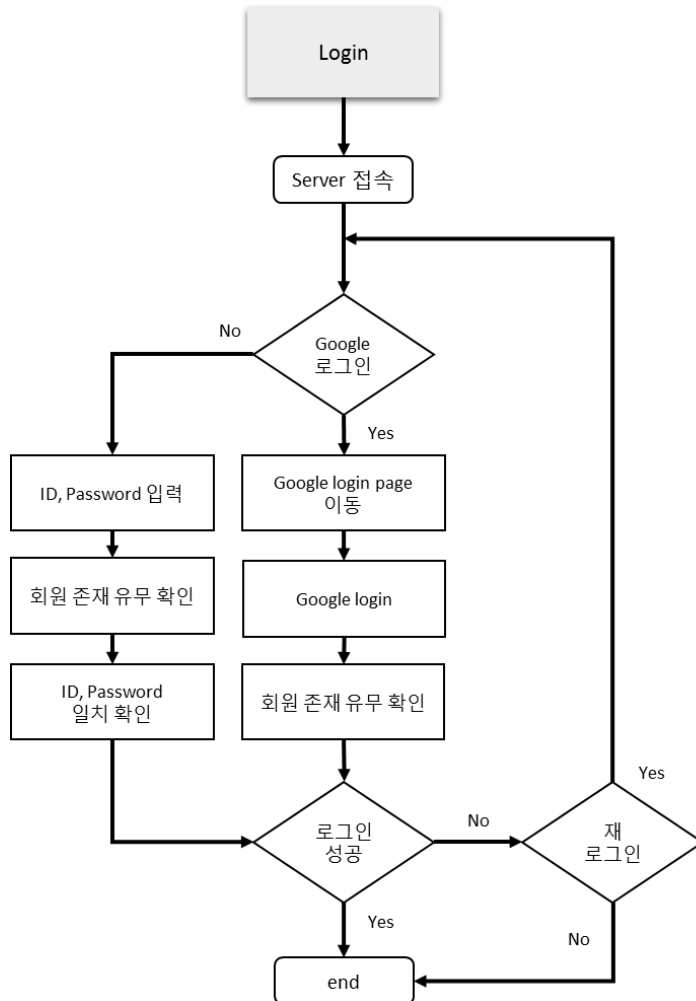 Login
Server 접속
No
Google
로그인
Yes
ID, Password 입력
Google login page
이동
회원 존재 유무 확인
Google login
ID, Password
일치 확인
회원 존재 유무 확인
Yes
로그인
성공
No
재
로그인
Yes
No
end